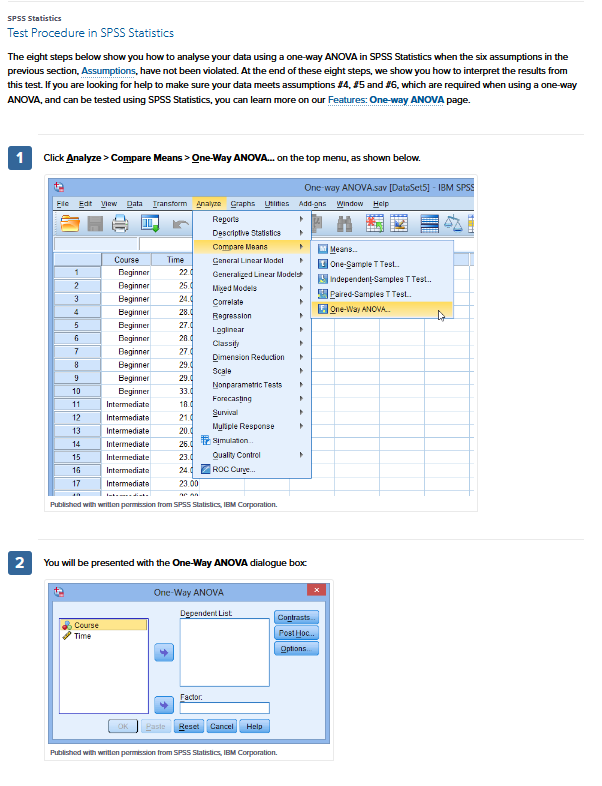 SPSS Statistics
Test Procedure in SPSS Statistics
The eight steps below show you how to analyse your data using a one-way ANOVA in SPSS Statistics when the six assumptions in the
previous section, Assumptions, have not been violated. At the end of these eight steps, we show you how to interpret the results from
this test. If you are looking for help to make sure your data meets assumptions #4, #5 and #6, which are required when using a one-way
ANOVA, and can be tested using SPSS Statistics, you can learn more on our Features: One-way ANOVA page.
1 Click Analyze > Compare Means > One-Way ANOVA... on the top menu, as shown below.
One-way ANOVA.sav [DataSet5] - IBM SPSS
File Edit View Data Transform Analyze Graphs Utilities Add-ons Window Help
Reports
Descriptive Statistics
Compare Means
General Linear Model
Generalized Linear Models
Mixed Models
Correlate
Regression
Loglinear
Classify
Dimension Reduction
Scale
Nonparametric Tests
Forecasting
Survival
Multiple Response
Simulation...
Quality Control
ROC Curve...
Means...
One-Sample T Test...
Independent-Samples T Test...
Paired-Samples T Test...
One-Way ANOVA...
Course Time
1 Beginner 22.0
2 Beginner 25.0
3 Beginner 24.0
4 Beginner 28.0
5 Beginner 27.0
6 Beginner 28.0
7 Beginner 27.0
8 Beginner 29.0
9 Beginner 29.0
10 Beginner 33.0
11 Intermediate 18.0
12 Intermediate 21.0
13 Intermediate 20.0
14 Intermediate 26.0
15 Intermediate 23.0
16 Intermediate 24.0
17 Intermediate 23.00
Published with written permission from SPSS Statistics, IBM Corporation.
2 You will be presented with the One-Way ANOVA dialogue box:
One-Way ANOVA
Course
Time
Dependent List:
Factor:
Contrasts...
Post Hoc...
Options...
OK Paste Reset Cancel Help
Published with written permission from SPSS Statistics, IBM Corporation.